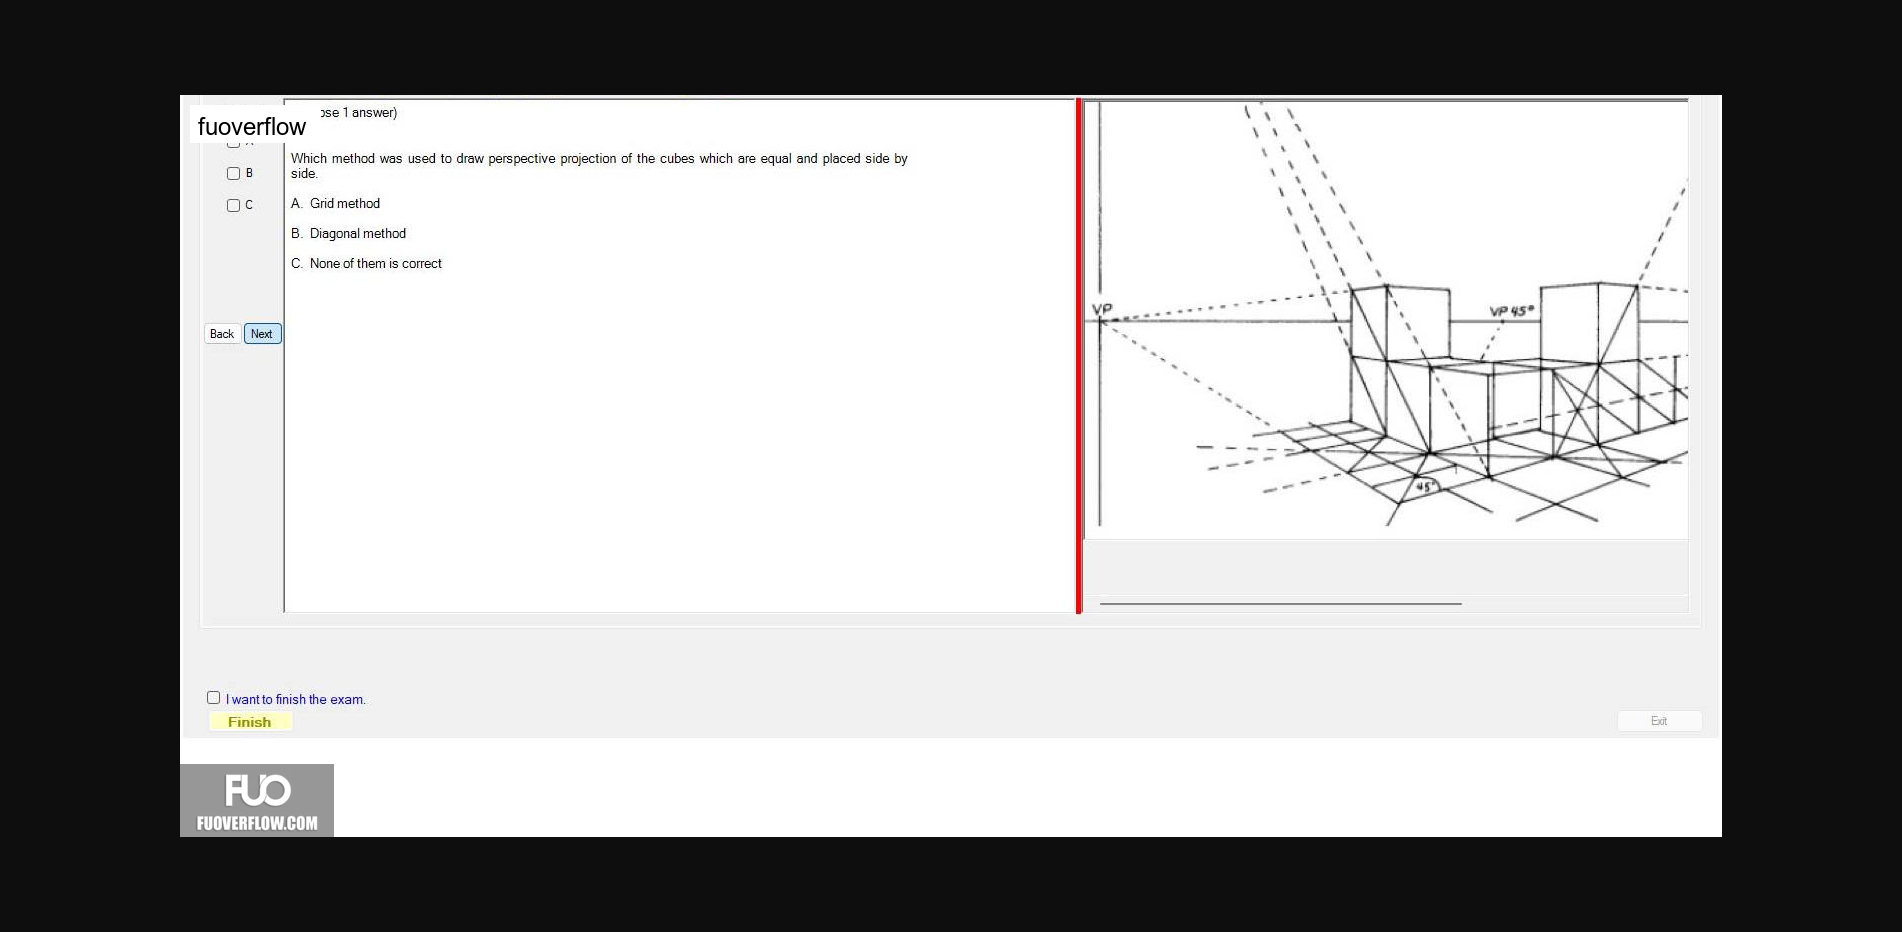 fuoverflow
ose 1 answer)
Which method was used to draw perspective projection of the cubes which are equal and placed side by
side.
A. Grid method
B. Diagonal method
C. None of them is correct
B
C
Back
Next
VP
VP 45°
45°
I want to finish the exam.
Finish
Exit
FUO
FUOVERFLOW.COM